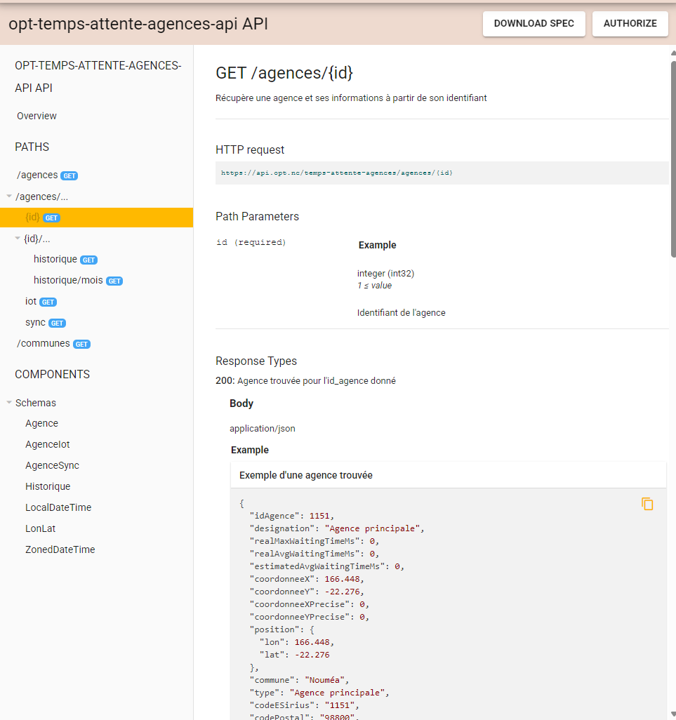 opt-temps-attente-agences-api API
DOWNLOAD SPEC
AUTHORIZE
OPT-TEMPS-ATTENTE-AGENCES-
API API
Overview
PATHS
/agences GET
/agences/...
{id} GET
{id}/...
historique GET
historique/mois GET
iot GET
sync GET
/communes GET
COMPONENTS
Schemas
Agence
AgenceIot
AgenceSync
Historique
LocalDateTime
LonLat
ZonedDateTime
GET /agences/{id}
Récupère une agence et ses informations à partir de son identifiant
HTTP request
https://api.opt.nc/temps-attente-agences/agences/{id}
Path Parameters
id (required)
Example
integer (int32)
1 ≤ value
Identifiant de l'agence
Response Types
200: Agence trouvée pour l'id_agence donné
Body
application/json
Example
Exemple d'une agence trouvée
{
"idAgence": 1151,
"designation": "Agence principale",
"realMaxWaitingTimeMs": 0,
"realAvgWaitingTimeMs": 0,
"estimatedAvgWaitingTimeMs": 0,
"coordonneeX": 166.448,
"coordonneeY": -22.276,
"coordonneeXPrecise": 0,
"coordonneeYPrecise": 0,
"position": {
"lon": 166.448,
"lat": -22.276
},
"commune": "Nouméa",
"type": "Agence principale",
"codeESirius": "1151",
"codePostal": "98800",